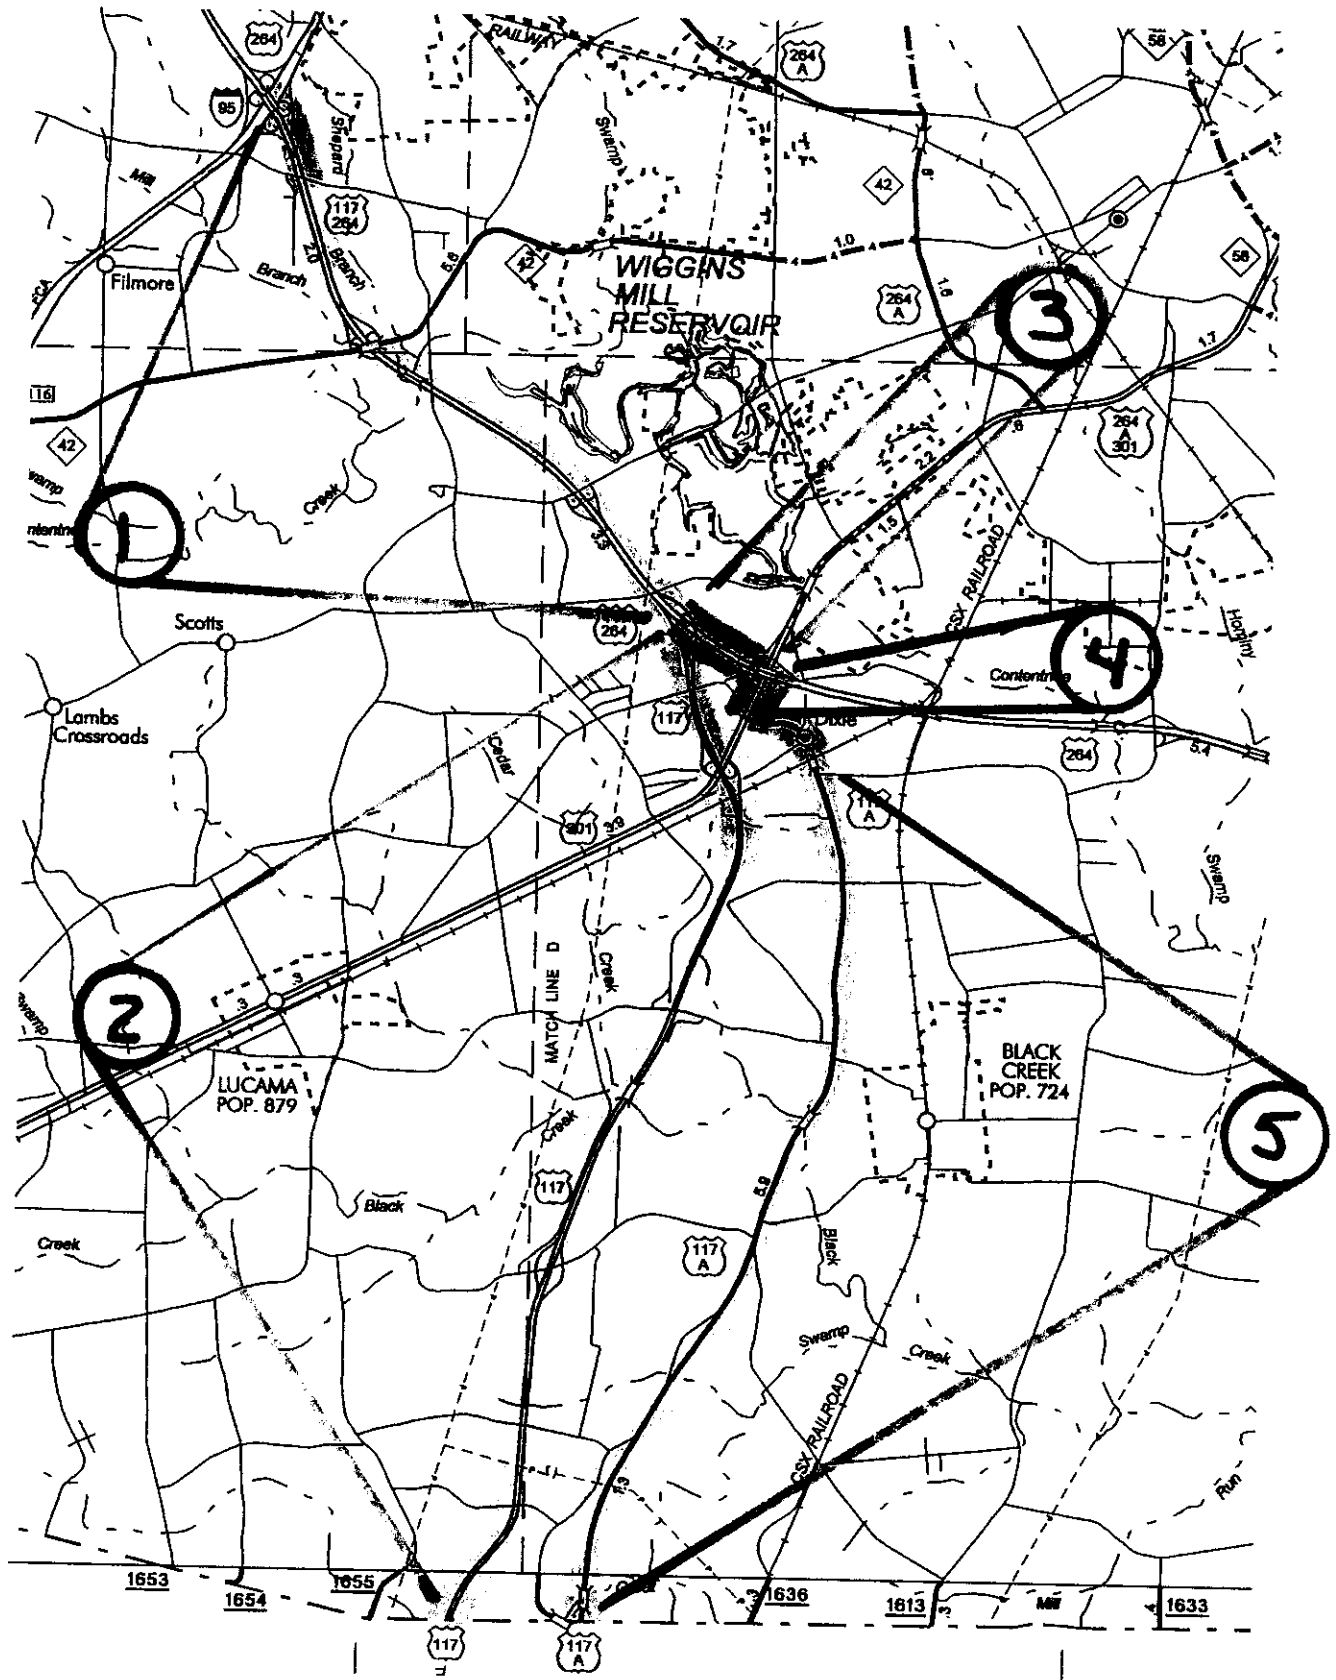 264
RAILWAY
1.7
264
A
58
95
Shepard
Swamp
Mill
42
117
264
2.0
1.0
Filmore
Branch
Branch
5.6
42
WIGGINS
MILL
RESERVOIR
264
A
1.6
3
58
1.7
116
42
264
A
301
.6
2.2
Creek
1
3.3
1.5
CSX RAILROAD
Scotts
264
4
Hominy
Lambs
Crossroads
117
Dixie
Cedar
264
5.4
301
3.9
A
Swamp
MATCH LINE D
Creek
2
.3
Swamp
LUCAMA
POP. 879
BLACK
CREEK
POP. 724
Creek
5
117
5.9
Black
Creek
117
A
Black
Swamp
Creek
CSX RAILROAD
1.3
Run
1653
1654
1655
1636
1613
.3
Mill
1633
117
117
A